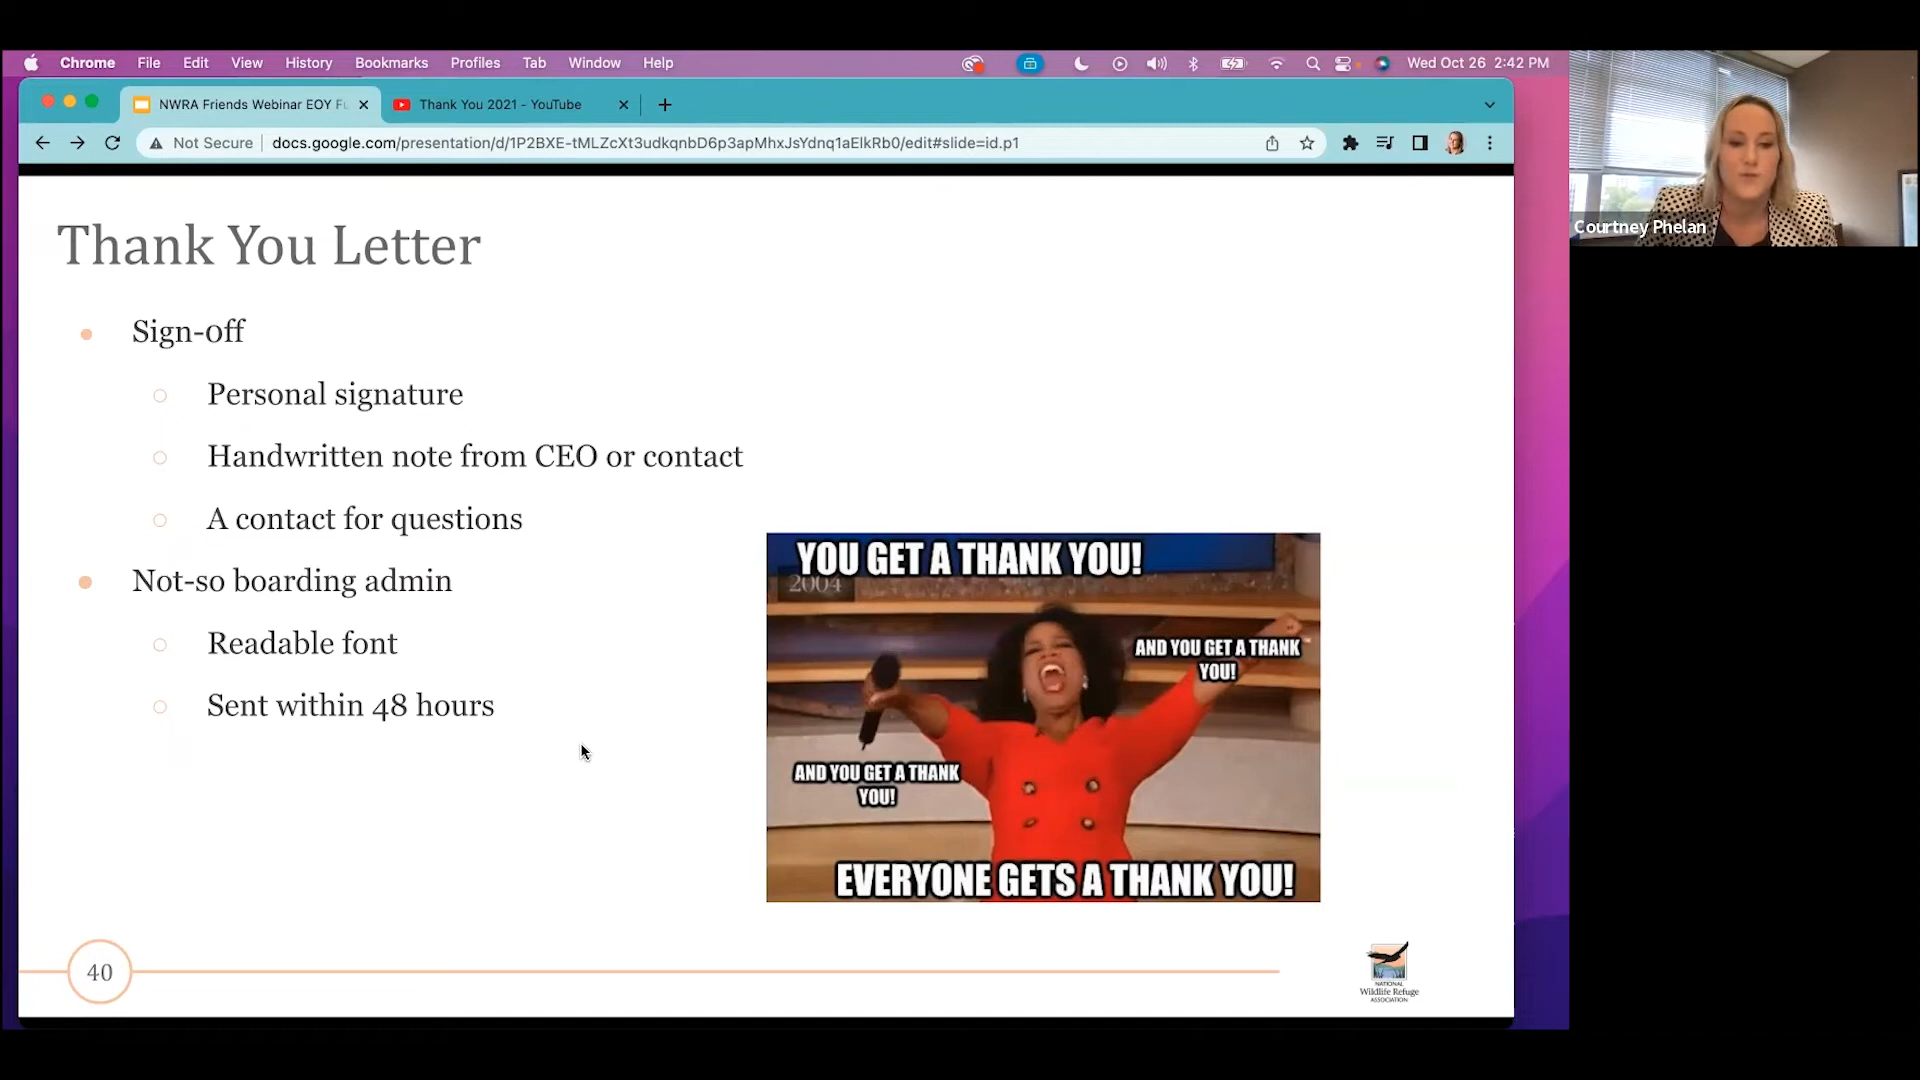 Chrome File Edit View History Bookmarks Profiles Tab Window Help Wed Oct 26 2:42 PM
NWRA Friends Webinar EOY Fu Thank You 2021 - YouTube
Not Secure docs.google.com/presentation/d/1P2BXE-tMLZcXt3udkqnbD6p3apMhxJsYdnq1aElkRb0/edit#slide=id.p1
Courtney Phelan
Thank You Letter
Sign-off
Personal signature
Handwritten note from CEO or contact
A contact for questions
Not-so boarding admin
Readable font
Sent within 48 hours
YOU GET A THANK YOU!
2004
AND YOU GET A THANK
YOU!
AND YOU GET A THANK
YOU!
EVERYONE GETS A THANK YOU!
40
NATIONAL
Wildlife Refuge
ASSOCIATION